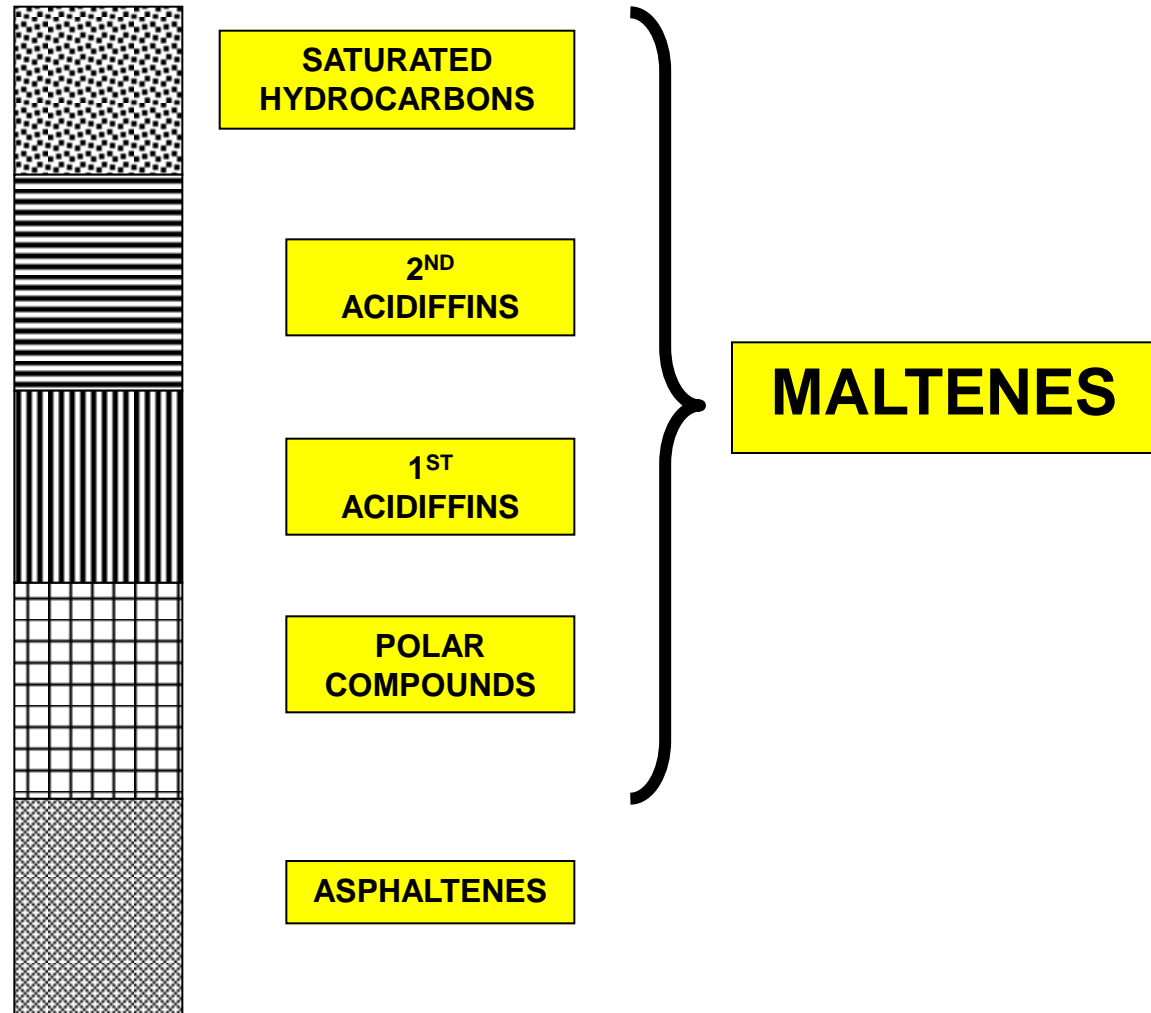 SATURATED
HYDROCARBONS
2ND
ACIDIFFINS
1ST
ACIDIFFINS
POLAR
COMPOUNDS
ASPHALTENES
MALTENES